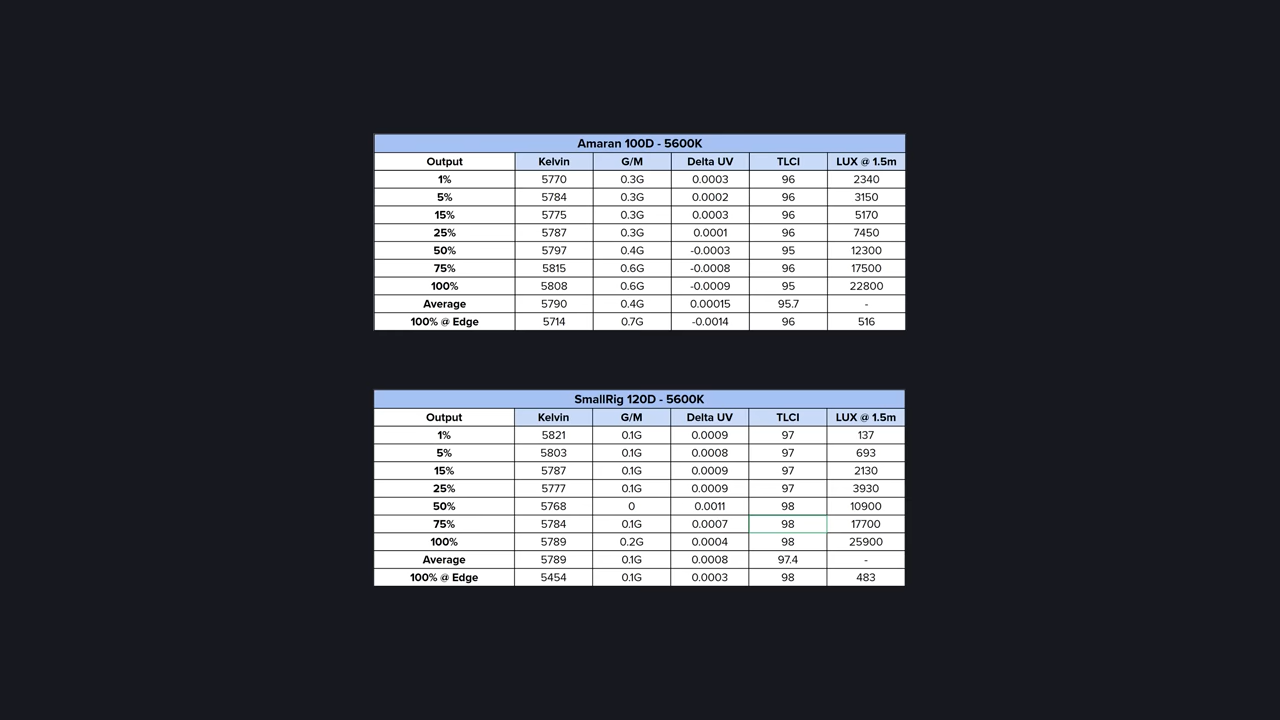 Amaran 100D - 5600K
Output Kelvin G/M Delta UV TLCI LUX @ 1.5m
1% 5770 0.3G 0.0003 96 2340
5% 5784 0.3G 0.0002 96 3150
15% 5775 0.3G 0.0003 96 5170
25% 5787 0.3G 0.0001 96 7450
50% 5797 0.4G -0.0003 95 12300
75% 5815 0.6G -0.0008 96 17500
100% 5808 0.6G -0.0009 95 22800
Average 5790 0.4G 0.00015 95.7 -
100% @ Edge 5714 0.7G -0.0014 96 516
SmallRig 120D - 5600K
Output Kelvin G/M Delta UV TLCI LUX @ 1.5m
1% 5821 0.1G 0.0009 97 137
5% 5803 0.1G 0.0008 97 693
15% 5787 0.1G 0.0009 97 2130
25% 5777 0.1G 0.0009 97 3930
50% 5768 0 0.0011 98 10900
75% 5784 0.1G 0.0007 98 17700
100% 5789 0.2G 0.0004 98 25900
Average 5789 0.1G 0.0008 97.4 -
100% @ Edge 5454 0.1G 0.0003 98 483